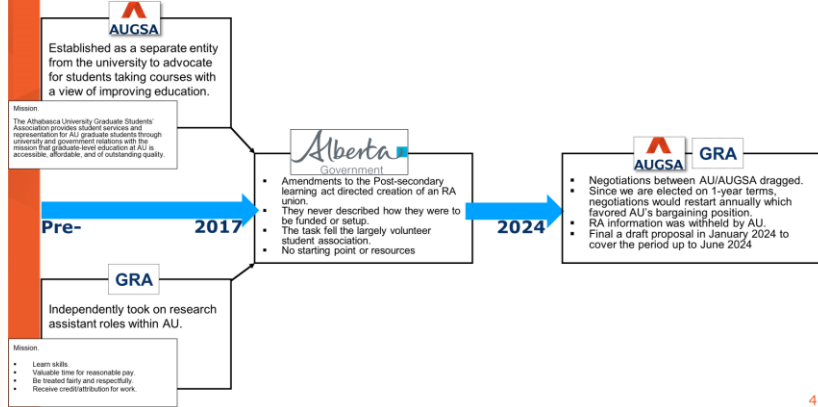 AUGSA
Established as a separate entity
from the university to advocate
for students taking courses with
a view of improving education.
Mission.
The Athabasca University Graduate Students'
Association provides student services and
representation for AU graduate students through
university and government relations with the
mission that graduate-level education at AU is
accessible, affordable, and of outstanding quality.
Pre-
2017
GRA
Independently took on research
assistant roles within AU.
Mission.
▪ Learn skills.
▪ Valuable time for reasonable pay.
▪ Be treated fairly and respectfully.
▪ Receive credit/attribution for work.
Alberta
Government
▪ Amendments to the Post-secondary
learning act directed creation of an RA
union.
▪ They never described how they were to
be funded or setup.
▪ The task fell the largely volunteer
student association.
▪ No starting point or resources
2024
AUGSA
GRA
▪ Negotiations between AU/AUGSA dragged.
▪ Since we are elected on 1-year terms,
negotiations would restart annually which
favored AU's bargaining position.
▪ RA information was withheld by AU.
▪ Final a draft proposal in January 2024 to
cover the period up to June 2024
4